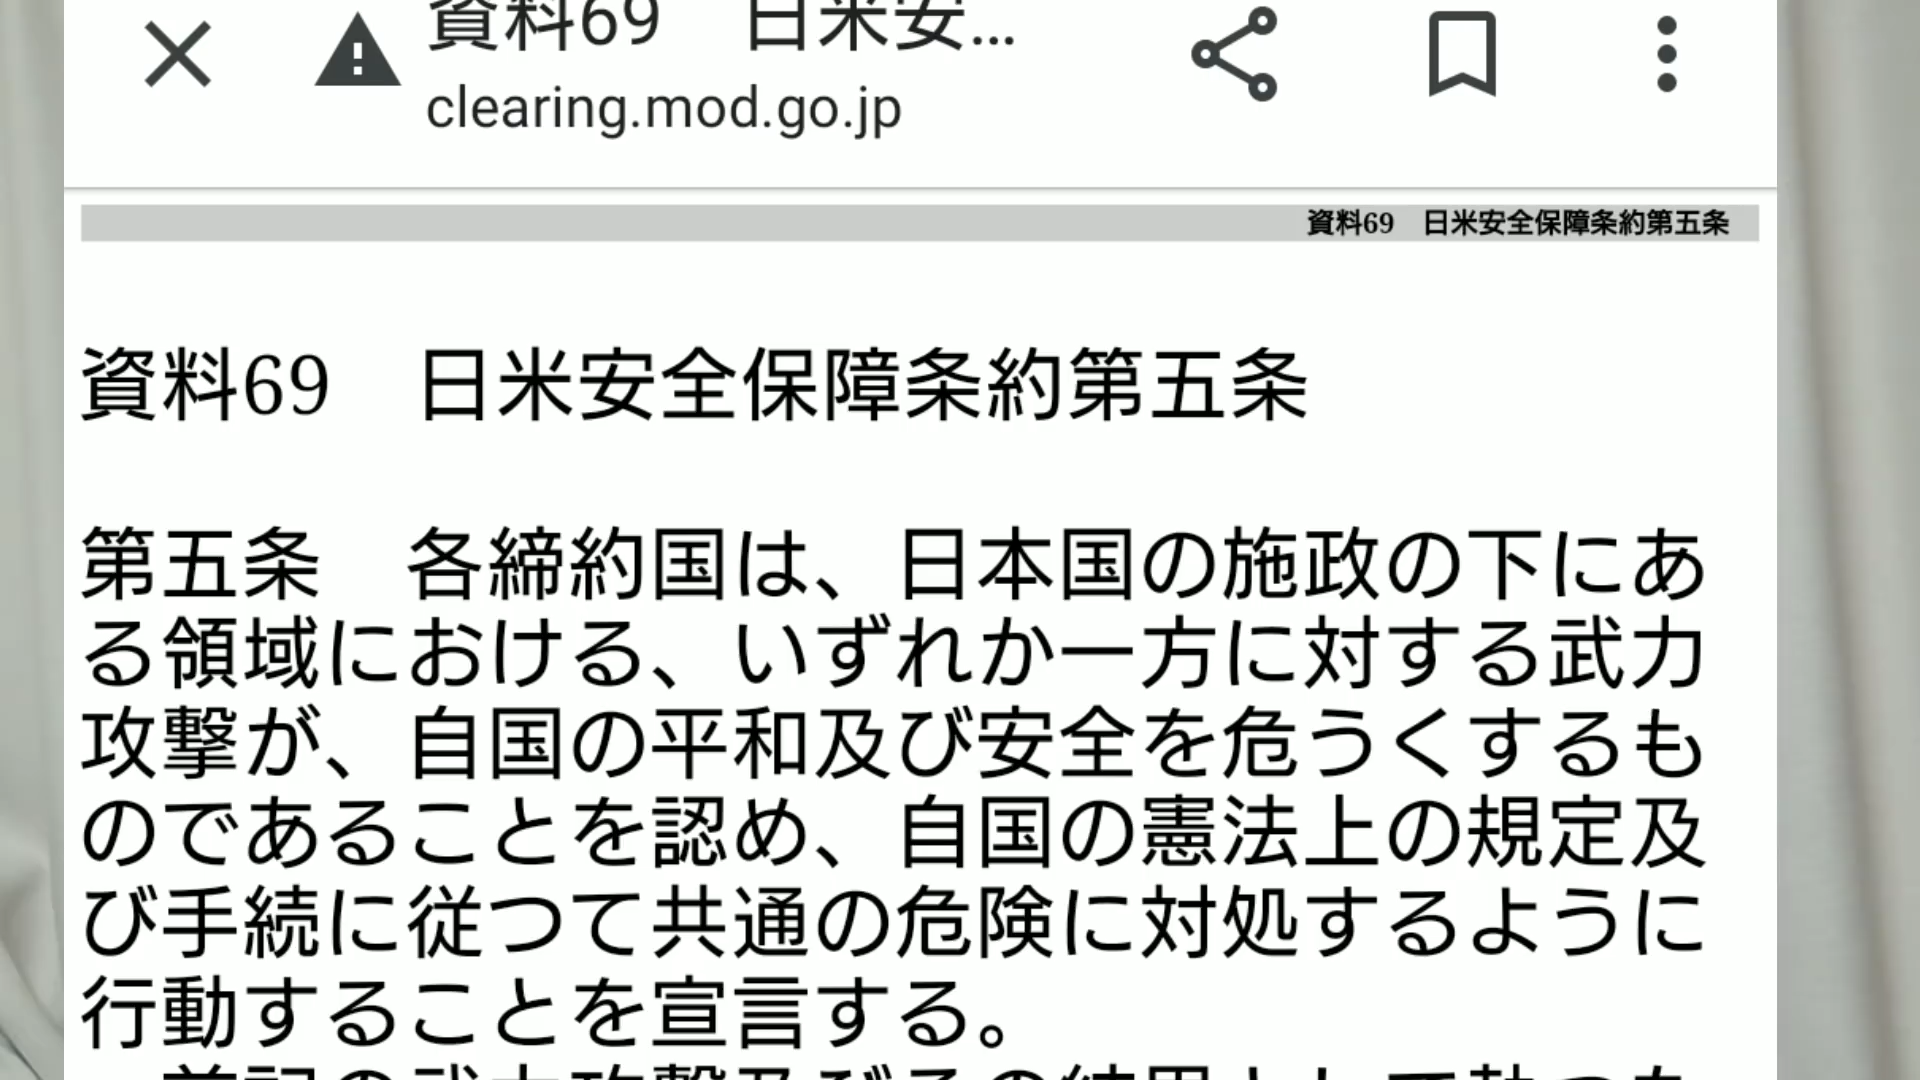 資料69　日米安...
clearing.mod.go.jp
資料69　日米安全保障条約第五条
資料69　日米安全保障条約第五条
第五条　各締約国は、日本国の施政の下にあ
る領域における、いずれか一方に対する武力
攻撃が、自国の平和及び安全を危うくするも
のであることを認め、自国の憲法上の規定及
び手続に従つて共通の危険に対処するように
行動することを宣言する。